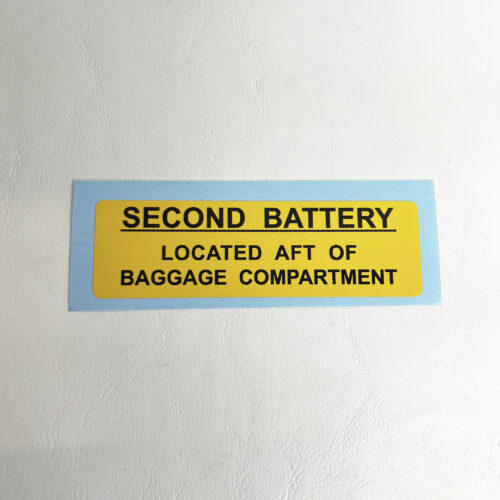 SECOND BATTERY
LOCATED AFT OF
BAGGAGE COMPARTMENT